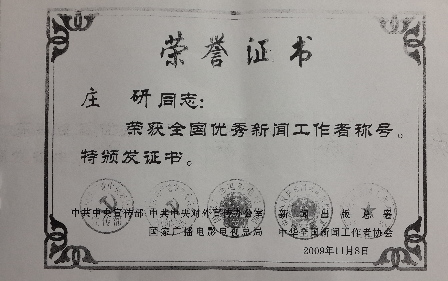 荣誉证书
庄 研同志：
荣获全国优秀新闻工作者称号。
特颁发证书。
中共中央宣传部 中共中央对外宣传办公室 新闻出版总署
国家广播电影电视总局 中华全国新闻工作者协会
2009年11月8日